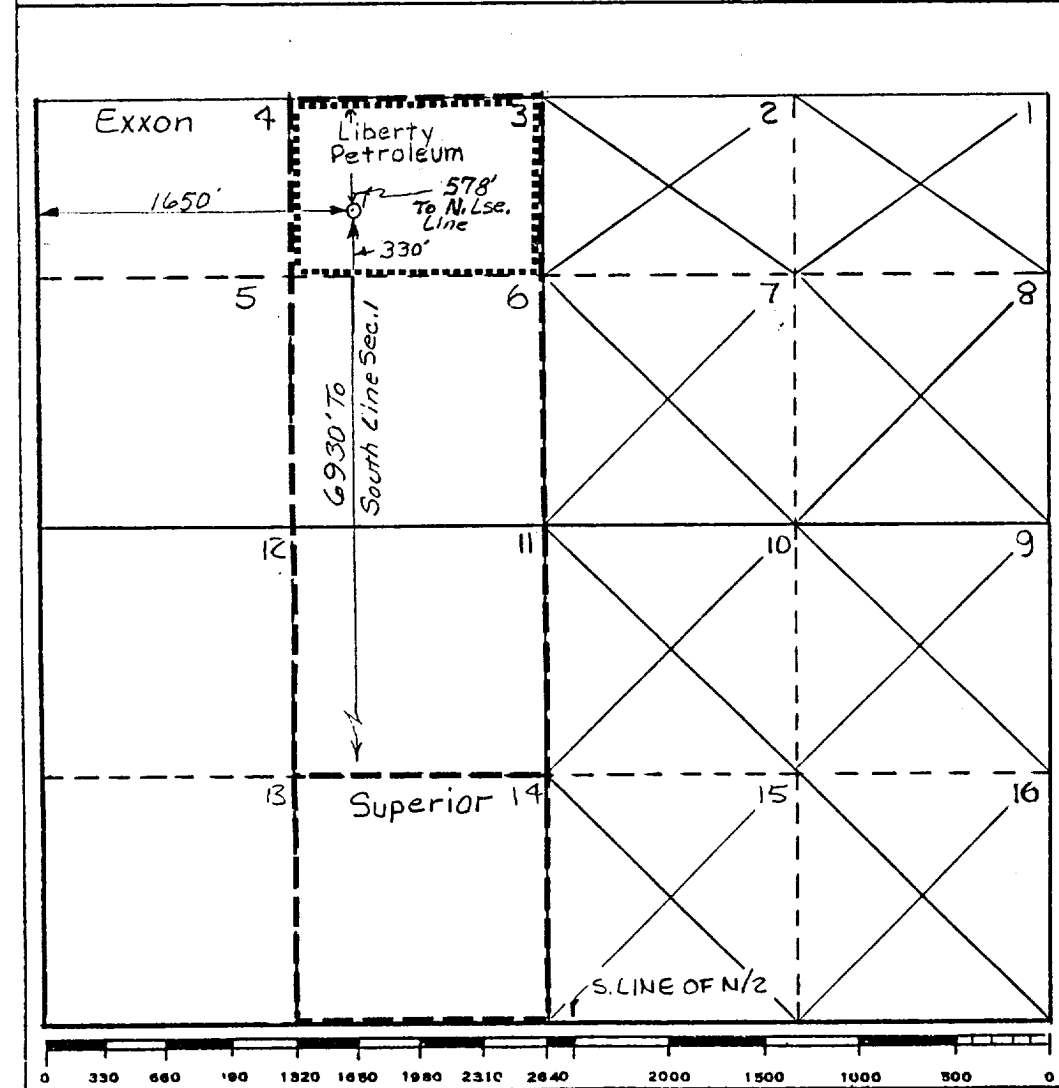 Exxon 4 3 2 1
Liberty
Petroleum
1650'
578'
To N. Lse.
Line
330'
5 6 7 8
6930' To
South Line Sec. 1
12 11 10 9
13 Superior 14 15 16
S. LINE OF N/2
0 330 660 190 1320 1650 1980 2310 2640 2000 1500 1000 500 0